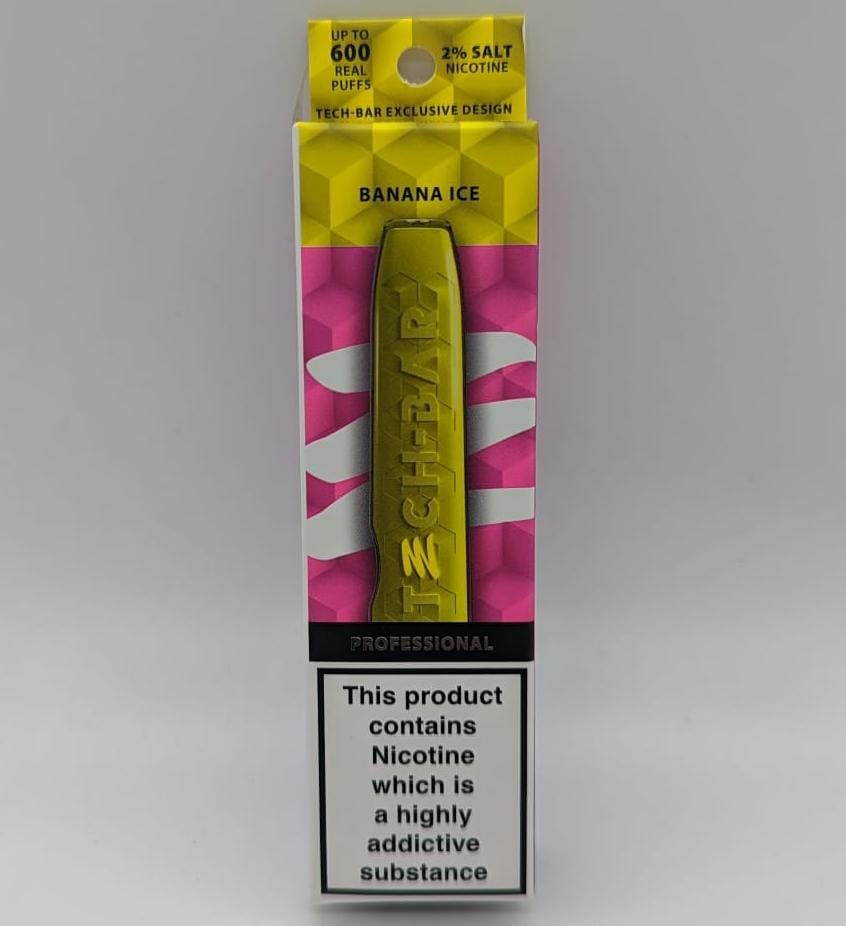 UP TO
600
REAL
PUFFS
2% SALT
NICOTINE
TECH-BAR EXCLUSIVE DESIGN
BANANA ICE
TECH-BAR
PROFESSIONAL
This product
contains
Nicotine
which is
a highly
addictive
substance